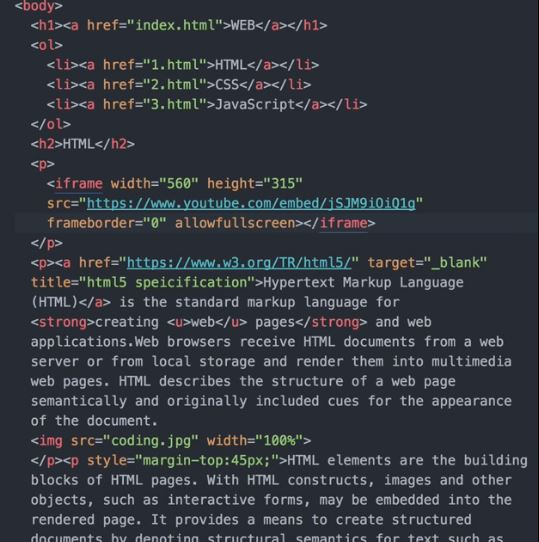 <body>
<h1><a href="index.html">WEB</a></h1>
<ol>
<li><a href="1.html">HTML</a></li>
<li><a href="2.html">CSS</a></li>
<li><a href="3.html">JavaScript</a></li>
</ol>
<h2>HTML</h2>
<p>
<iframe width="560" height="315"
src="https://www.youtube.com/embed/jSJM9iOiQ1g"
frameborder="0" allowfullscreen></iframe>
</p>
<p><a href="https://www.w3.org/TR/html5/" target="_blank"
title="html5 speicification">Hypertext Markup Language
(HTML)</a> is the standard markup language for
<strong>creating <u>web</u> pages</strong> and web
applications.Web browsers receive HTML documents from a web
server or from local storage and render them into multimedia
web pages. HTML describes the structure of a web page
semantically and originally included cues for the appearance
of the document.
<img src="coding.jpg" width="100%">
</p><p style="margin-top:45px;">HTML elements are the building
blocks of HTML pages. With HTML constructs, images and other
objects, such as interactive forms, may be embedded into the
rendered page. It provides a means to create structured
documents by denoting structural semantics for text such as